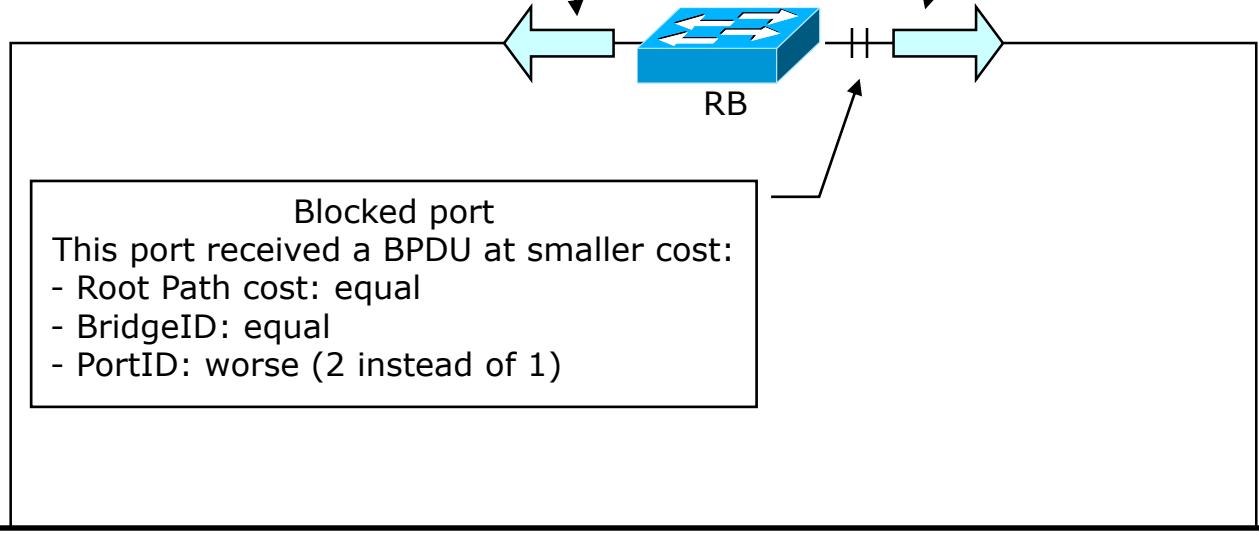 RB
Blocked port
This port received a BPDU at smaller cost:
- Root Path cost: equal
- BridgeID: equal
- PortID: worse (2 instead of 1)